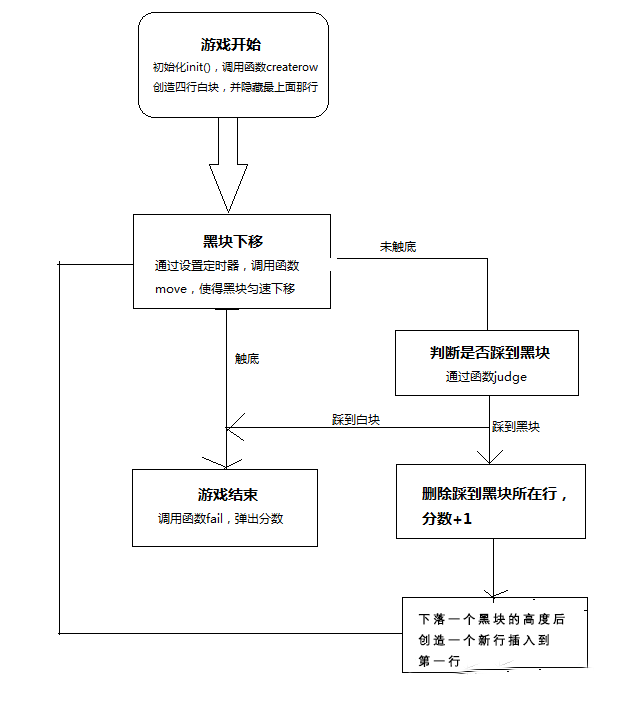 游戏开始
初始化init()，调用函数createrow
创造四行白块，并隐藏最上面那行
黑块下移
通过设置定时器，调用函数
move，使得黑块匀速下移
未触底
触底
判断是否踩到黑块
通过函数judge
踩到白块
踩到黑块
游戏结束
调用函数fail，弹出分数
删除踩到黑块所在行，
分数+1
下落一个黑块的高度后
创造一个新行插入到
第一行